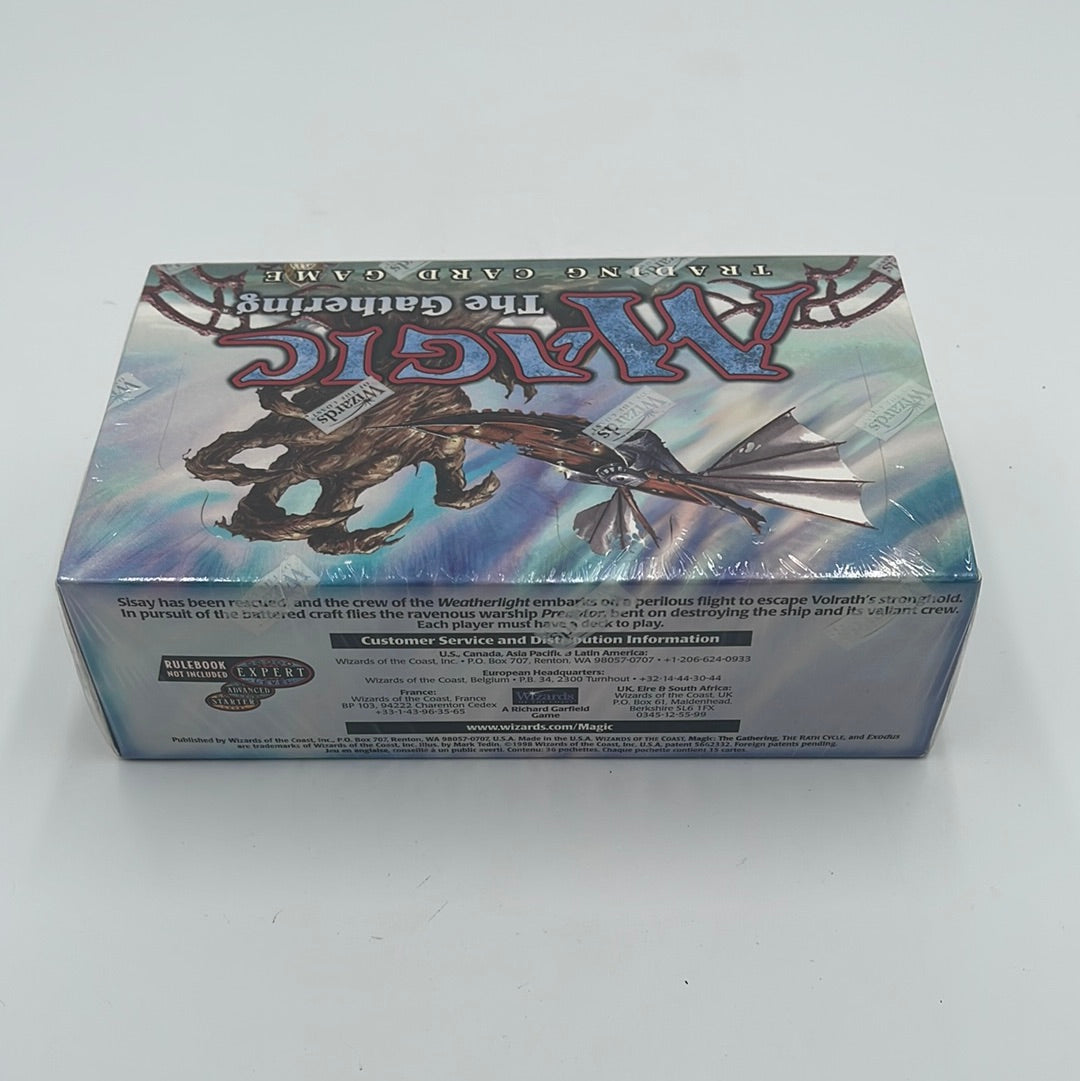 TRADING CARD GAME
The Gathering
MAGIC
Wizards
OF THE COAST
Wizards
Wizards
Wizards
Sisay has been rescued, and the crew of the Weatherlight embarks on a perilous flight to escape Volrath's stronghold.
In pursuit of the battered craft flies the ravenous warship Predator, bent on destroying the ship and its valiant crew.
Each player must have a deck to play.
Customer Service and Distribution Information
U.S., Canada, Asia Pacific & Latin America:
Wizards of the Coast, Inc. • P.O. Box 707, Renton, WA 98057-0707 • +1-206-624-0933
European Headquarters:
Wizards of the Coast, Belgium • P.B. 34, 2300 Turnhout • +32-14-44-30-44
RULEBOOK
NOT INCLUDED
EXPERT
ADVANCED
STARTER
France:
Wizards of the Coast, France
BP 103, 94222 Charenton Cedex
+33-1-43-96-35-65
Wizards
A Richard Garfield
Game
UK, Eire & South Africa:
Wizards of the Coast, UK
P.O. Box 61, Maidenhead,
Berkshire SL6 1FX
0345-12-55-99
www.wizards.com/Magic
Published by Wizards of the Coast, Inc., P.O. Box 707, Renton, WA 98057-0707, U.S.A. Made in the U.S.A. WIZARDS OF THE COAST, Magic: The Gathering, THE RATH CYCLE, and Exodus
are trademarks of Wizards of the Coast, Inc. Illus. by Mark Tedin. ©1998 Wizards of the Coast, Inc. U.S.A. patent 5662332. Foreign patents pending.
Jeu en anglaise, conseillé à un public averti. Contenu: 36 pochettes. Chaque pochette contient 15 cartes.